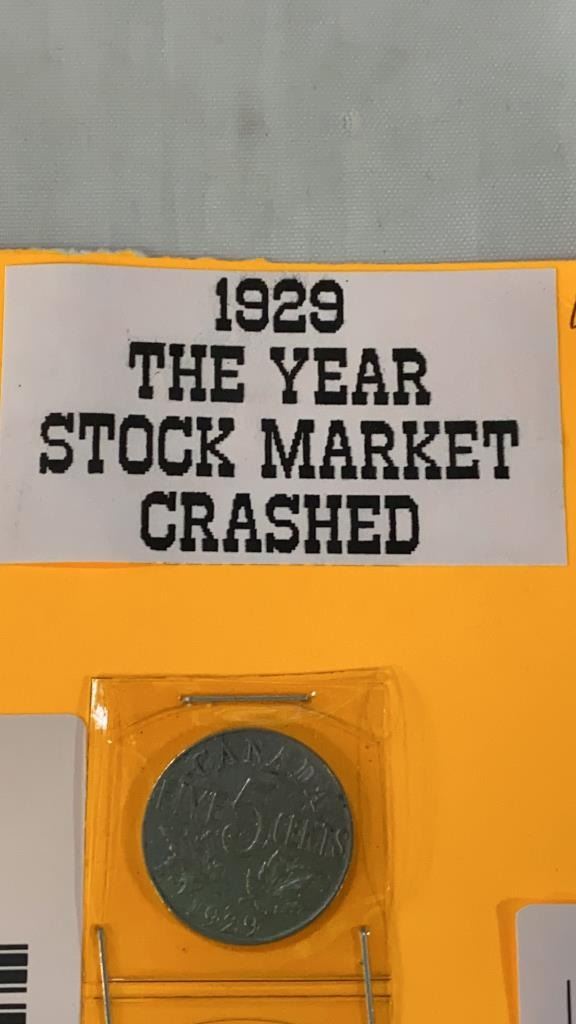 1929
THE YEAR
STOCK MARKET
CRASHED
CANADA
FIVE 5 CENTS
1929